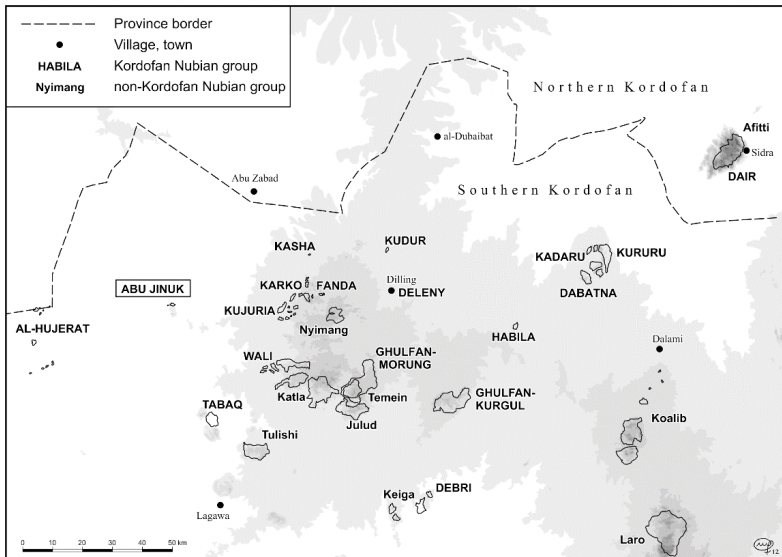 Province border
Village, town
HABILA Kordofan Nubian group
Nyimang non-Kordofan Nubian group
Northern Kordofan
al-Dubaibat
Afitti
Sidra
DAIR
Abu Zabad
Southern Kordofan
KASHA
KUDUR
KADARU
KURURU
ABU JINUK
KARKO
FANDA
Dilling
DELENY
DABATNA
KUJURIA
AL-HUJERAT
Nyimang
HABILA
Dalami
WALI
GHULFAN-
MORUNG
Katla
Temein
GHULFAN-
KURGUL
TABAQ
Julud
Koalib
Tulishi
Keiga
DEBRI
Lagawa
Laro
0 10 20 30 40 50 km